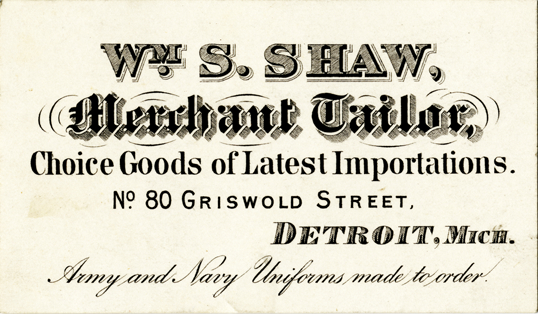 Wm S. SHAW,
Merchant Tailor,
Choice Goods of Latest Importations.
No 80 GRISWOLD STREET,
DETROIT, MICH.
Army and Navy Uniforms made to order.